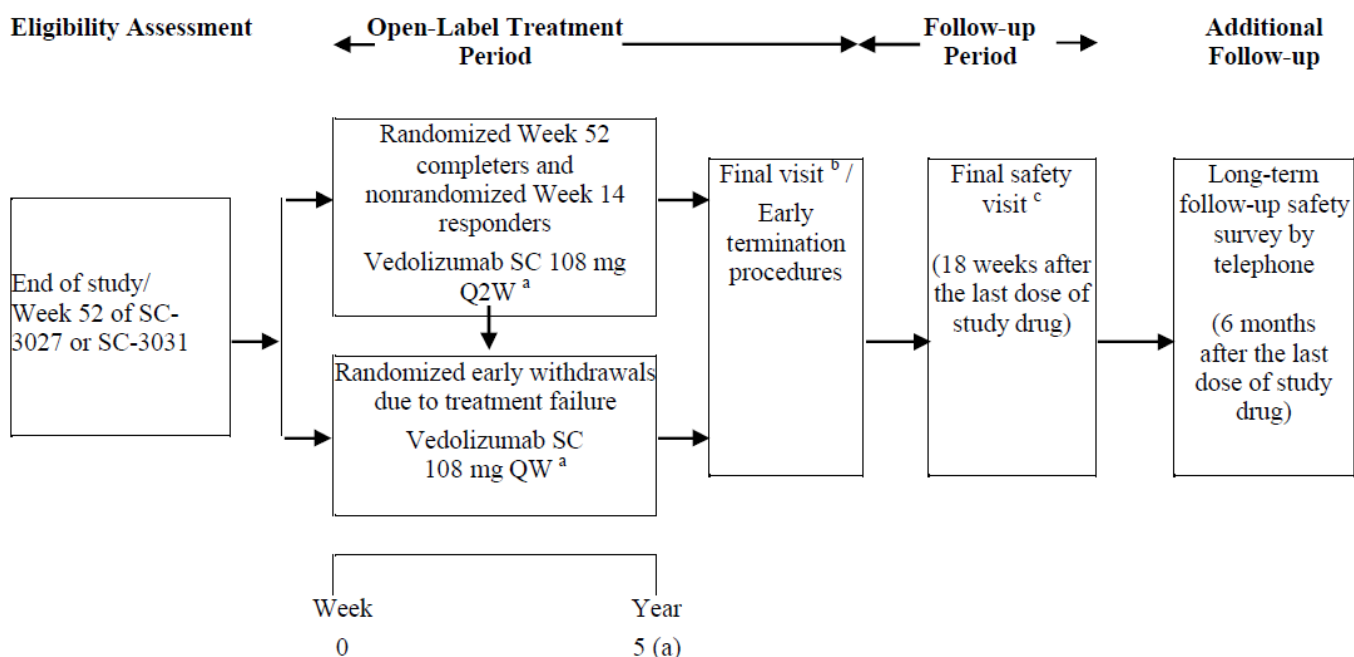 Eligibility Assessment
Open-Label Treatment
Period
Follow-up
Period
Additional
Follow-up
End of study/
Week 52 of SC-
3027 or SC-3031
Randomized Week 52
completers and
nonrandomized Week 14
responders
Vedolizumab SC 108 mg
Q2W a
Randomized early withdrawals
due to treatment failure
Vedolizumab SC
108 mg QW a
Final visit b /
Early
termination
procedures
Final safety
visit c
(18 weeks after
the last dose of
study drug)
Long-term
follow-up safety
survey by
telephone
(6 months
after the last
dose of study
drug)
Week
0
Year
5 (a)